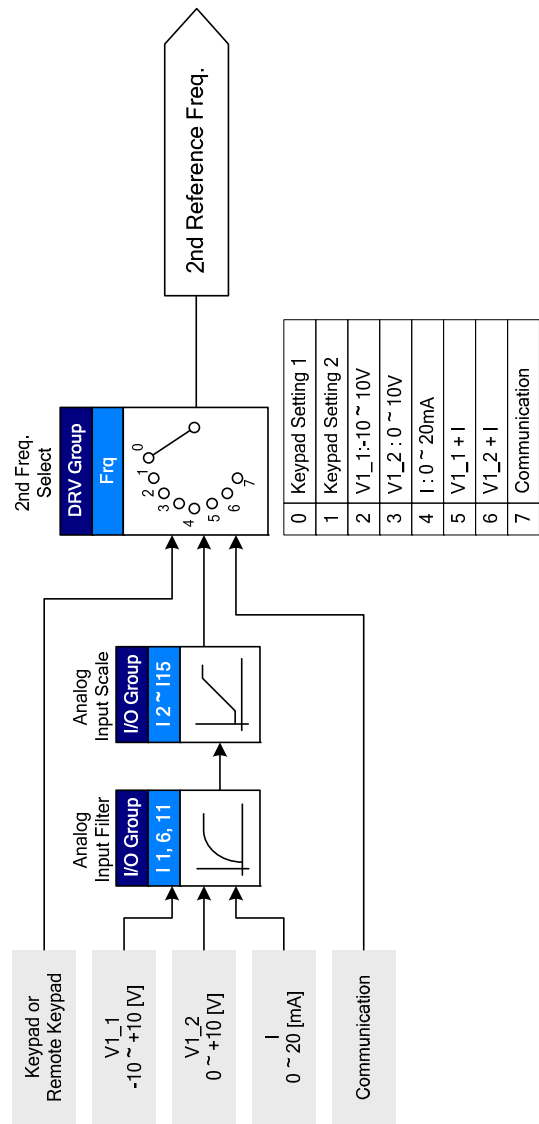 Keypad or
Remote Keypad
V1_1
-10 ~ +10 [V]
V1_2
0 ~ +10 [V]
I
0 ~ 20 [mA]
Communication
Analog
Input Filter
I/O Group
I 1, 6, 11
Analog
Input Scale
I/O Group
I 2 ~ I15
2nd Freq.
Select
DRV Group
Frq
0
1
2
3
4
5
6
7
2nd Reference Freq.
0 Keypad Setting 1
1 Keypad Setting 2
2 V1_1:-10 ~ 10V
3 V1_2 : 0 ~ 10V
4 I : 0 ~ 20mA
5 V1_1 + I
6 V1_2 + I
7 Communication